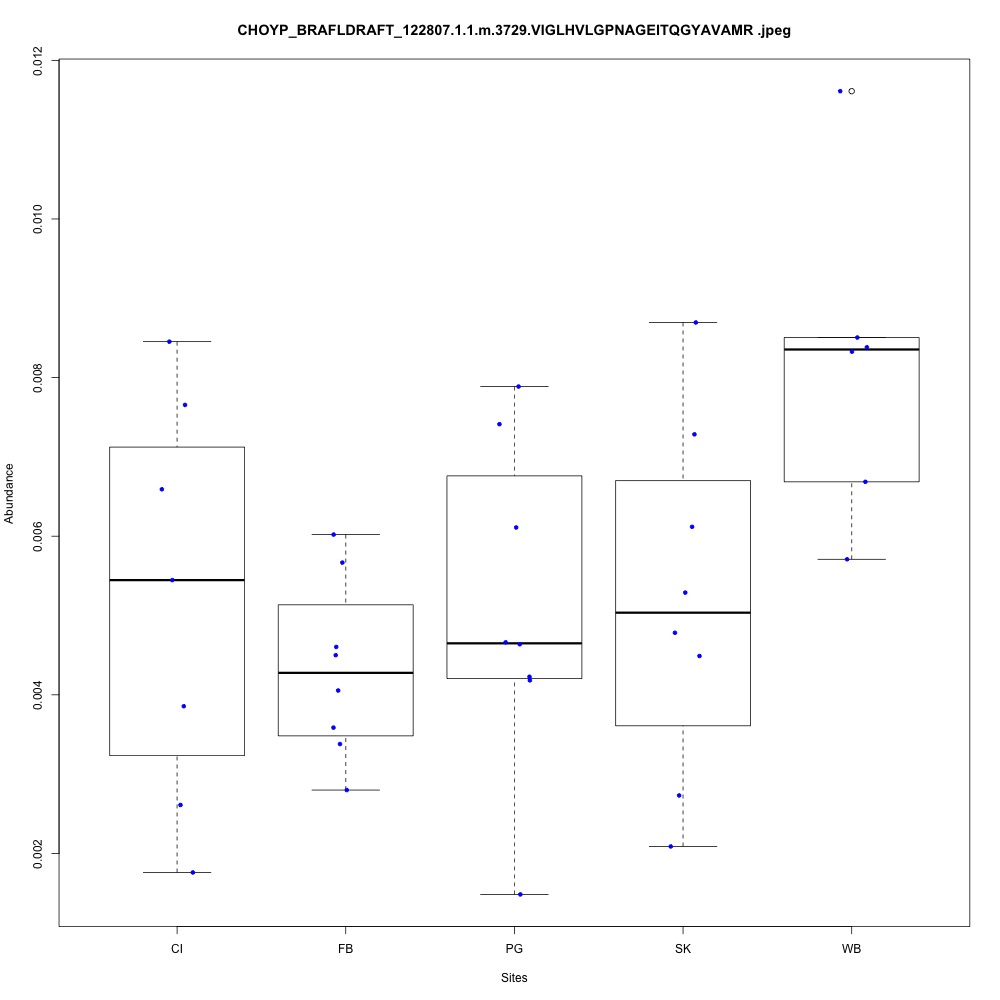 CHOYP_BRAFLDRAFT_122807.1.1.m.3729.VIGLHVLGPNAGEITQGYAVAMR .jpeg
0.012
0.010
0.008
0.006
0.004
0.002
Abundance
CI FB PG SK WB
Sites